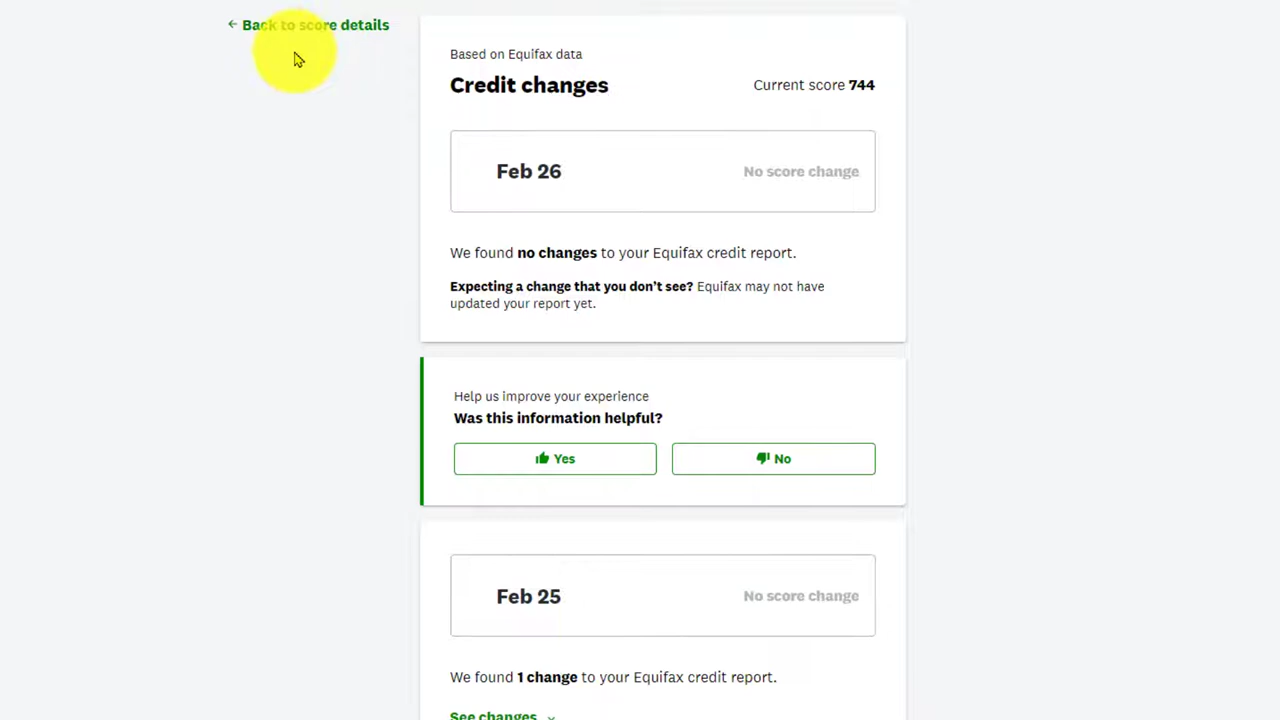 ← Back to score details
Based on Equifax data
Credit changes
Current score 744
Feb 26
No score change
We found no changes to your Equifax credit report.
Expecting a change that you don't see? Equifax may not have
updated your report yet.
Help us improve your experience
Was this information helpful?
Yes
No
Feb 25
No score change
We found 1 change to your Equifax credit report.
See changes